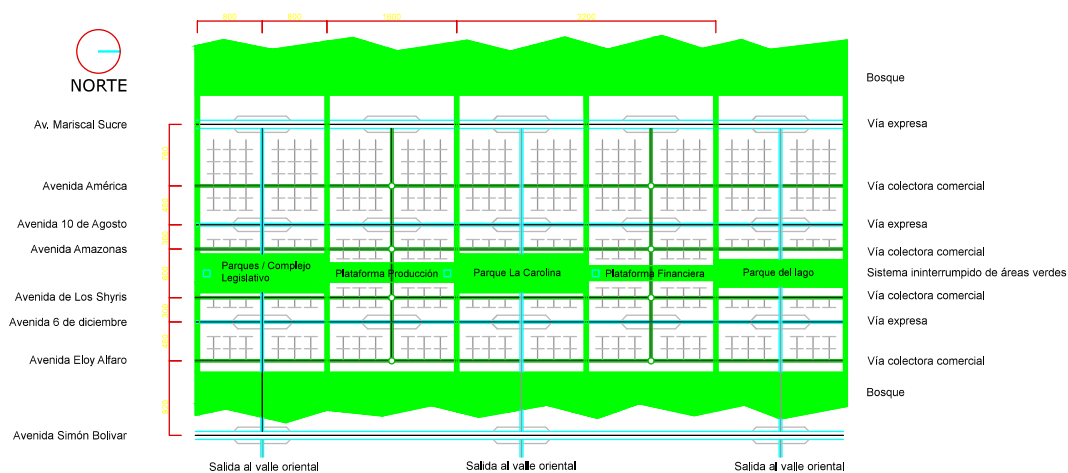 NORTE
Bosque
Av. Mariscal Sucre
Vía expresa
Avenida América
Vía colectora comercial
Avenida 10 de Agosto
Vía expresa
Avenida Amazonas
Vía colectora comercial
Parques / Complejo
Legislativo
Plataforma Producción
Parque La Carolina
Plataforma Financiera
Parque del lago
Sistema ininterrumpido de áreas verdes
Avenida de Los Shyris
Vía colectora comercial
Avenida 6 de diciembre
Vía expresa
Avenida Eloy Alfaro
Vía colectora comercial
Bosque
Avenida Simón Bolivar
Salida al valle oriental
Salida al valle oriental
Salida al valle oriental